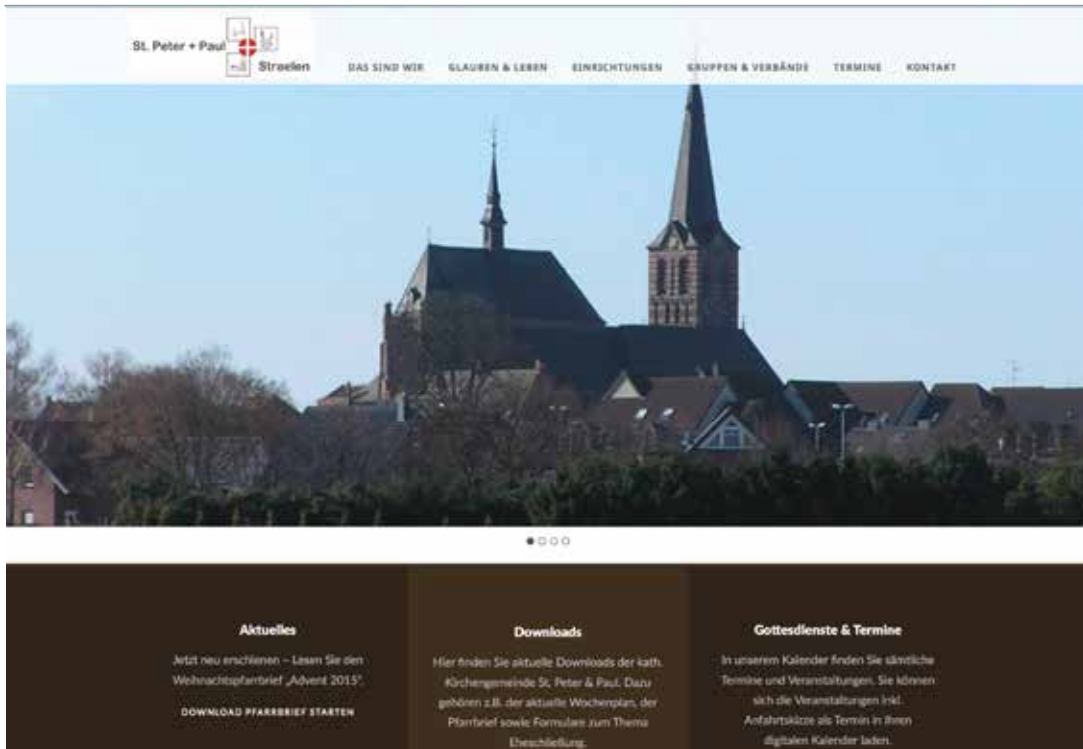 St. Peter + Paul
Straelen
DAS SIND WIR GLAUBEN & LEBEN EINRICHTUNGEN GRUPPEN & VERBÄNDE TERMINE KONTAKT
Aktuelles
Jetzt neu erschienen – Lesen Sie den
Weihnachtspfarrbrief „Advent 2015“.
DOWNLOAD PFARRBRIEF STARTEN
Downloads
Hier finden Sie aktuelle Downloads der kath.
Kirchengemeinde St. Peter & Paul. Dazu
gehören z.B. der aktuelle Wochenplan, der
Pfarrbrief sowie Formulare zum Thema
Eheschließung.
Gottesdienste & Termine
In unserem Kalender finden Sie sämtliche
Termine und Veranstaltungen. Sie können
sich die Veranstaltungen inkl.
Anfahrtskizze als Termin in Ihren
digitalen Kalender laden.